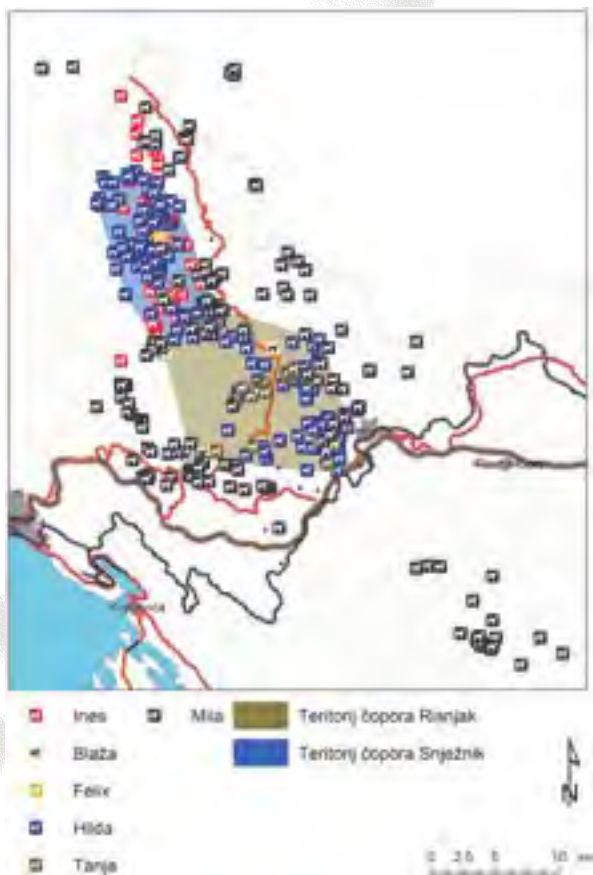 Ines
Mila
Teritorij čopora Risnjak
Blaža
Teritorij čopora Snježnik
Felix
Hilda
N
Tanja
0 2.5 5 10